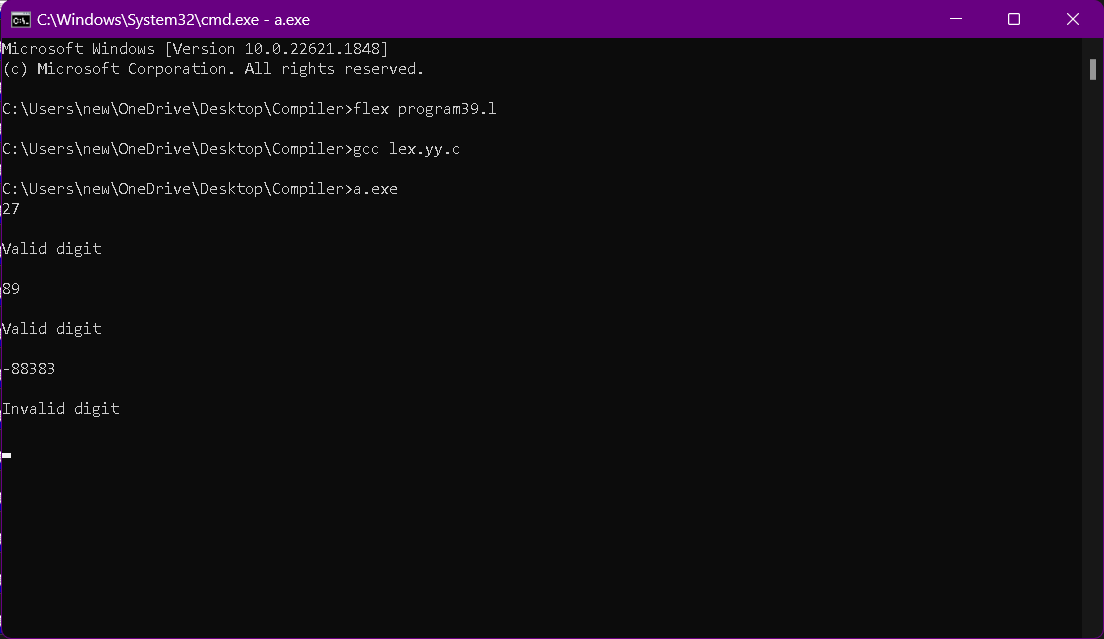 C:\Windows\System32\cmd.exe - a.exe
Microsoft Windows [Version 10.0.22621.1848]
(c) Microsoft Corporation. All rights reserved.
C:\Users\new\OneDrive\Desktop\Compiler>flex program39.l
C:\Users\new\OneDrive\Desktop\Compiler>gcc lex.yy.c
C:\Users\new\OneDrive\Desktop\Compiler>a.exe
27
Valid digit
89
Valid digit
-88383
Invalid digit